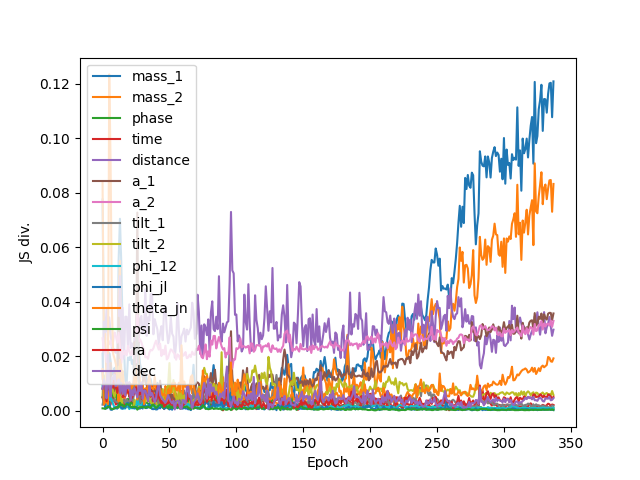 0.12
0.10
0.08
0.06
0.04
0.02
0.00
JS div.
mass_1
mass_2
phase
time
distance
a_1
a_2
tilt_1
tilt_2
phi_12
phi_jl
theta_jn
psi
ra
dec
0
50
100
150
200
250
300
350
Epoch